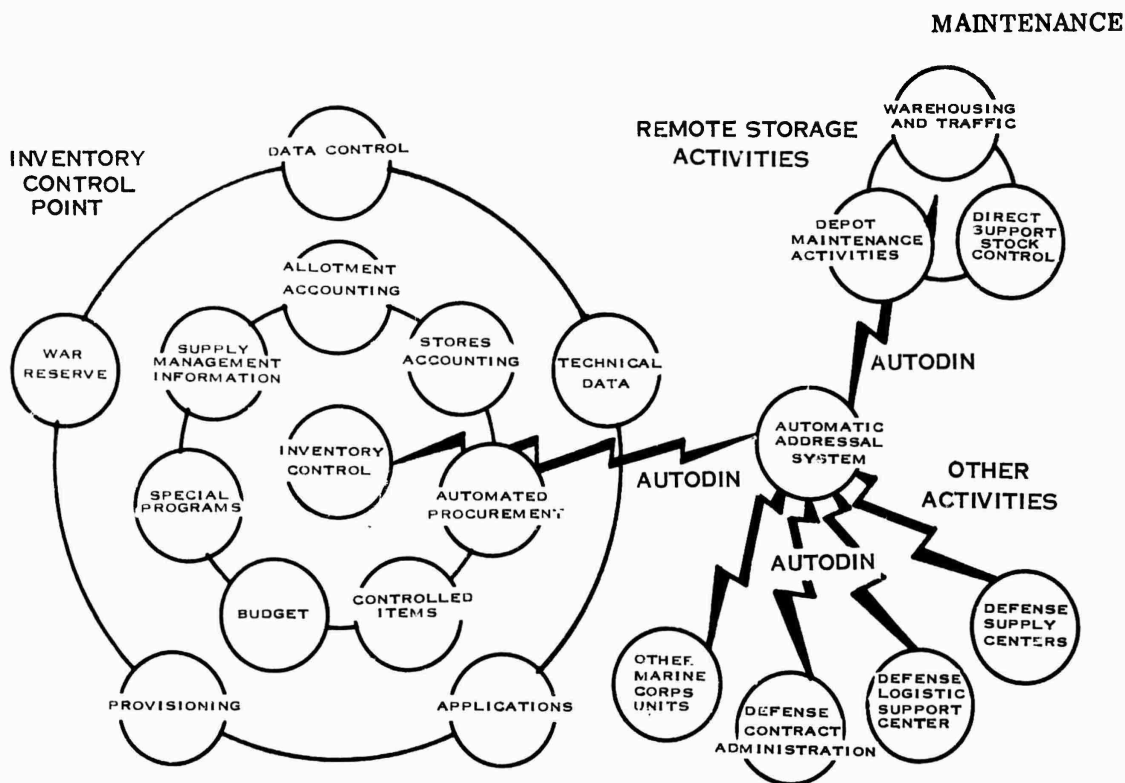 MAINTENANCE
INVENTORY
CONTROL
POINT
DATA CONTROL
ALLOTMENT
ACCOUNTING
STORES
ACCOUNTING
SUPPLY
MANAGEMENT
INFORMATION
WAR
RESERVE
TECHNICAL
DATA
INVENTORY
CONTROL
SPECIAL
PROGRAMS
AUTOMATED
PROCUREMENT
BUDGET
CONTROLLED
ITEMS
PROVISIONING
APPLICATIONS
AUTODIN
REMOTE STORAGE
ACTIVITIES
WAREHOUSING
AND TRAFFIC
DEPOT
MAINTENANCE
ACTIVITIES
DIRECT
SUPPORT
STOCK
CONTROL
AUTODIN
AUTOMATIC
ADDRESSAL
SYSTEM
OTHER
ACTIVITIES
AUTODIN
OTHER
MARINE
CORPS
UNITS
DEFENSE
CONTRACT
ADMINISTRATION
DEFENSE
LOGISTIC
SUPPORT
CENTER
DEFENSE
SUPPLY
CENTERS